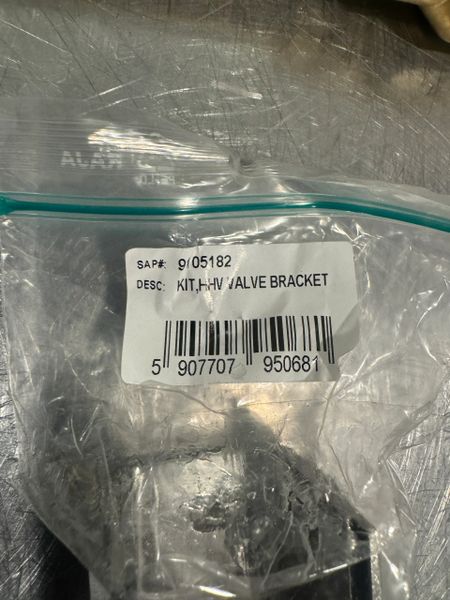 SAP#:
DESC: KIT,HHV VALVE BRACKET
5 907707 950681